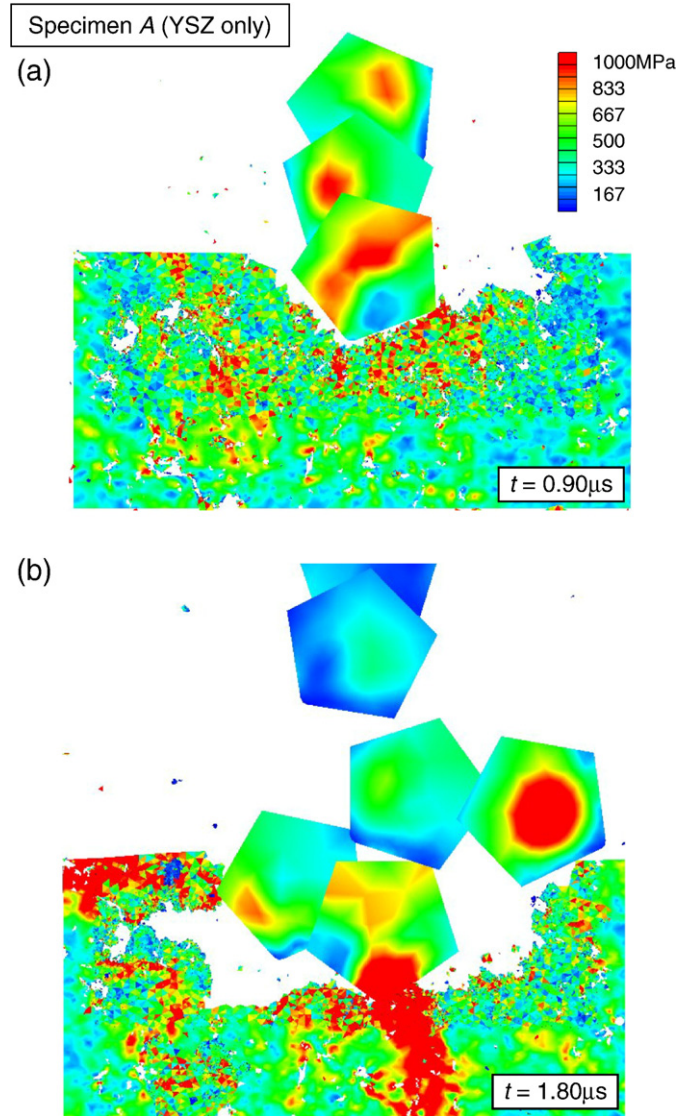 Specimen A (YSZ only)
(a)
1000MPa
833
667
500
333
167
t = 0.90μs
(b)
t = 1.80μs